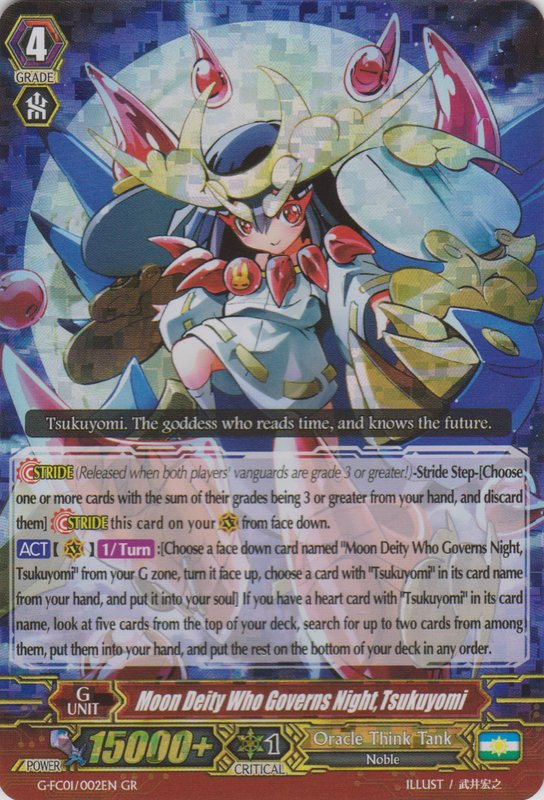 4
GRADE
Tsukuyomi. The goddess who reads time, and knows the future.
STRIDE (Released when both players' vanguards are grade 3 or greater!)-Stride Step-[Choose
one or more cards with the sum of their grades being 3 or greater from your hand, and discard
them] STRIDE this card on your V from face down.
ACT [ V ] 1/Turn :[Choose a face down card named "Moon Deity Who Governs Night,
Tsukuyomi" from your G zone, turn it face up, choose a card with "Tsukuyomi" in its card name
from your hand, and put it into your soul] If you have a heart card with "Tsukuyomi" in its card
name, look at five cards from the top of your deck, search for up to two cards from among
them, put them into your hand, and put the rest on the bottom of your deck in any order.
G
UNIT
Moon Deity Who Governs Night, Tsukuyomi
POWER
15000+
1
CRITICAL
Oracle Think Tank
Noble
G-FC01/002EN GR
ILLUST / 武井宏之